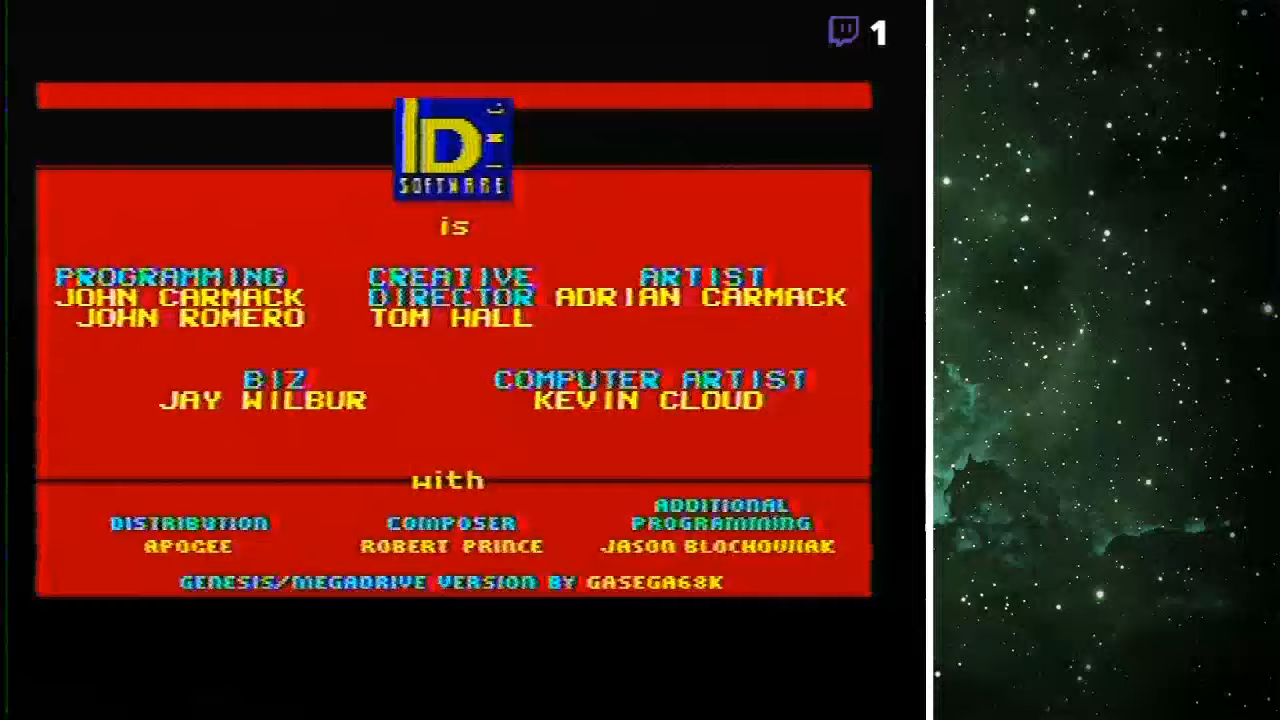 1
ID
SOFTWARE
is
PROGRAMMING
JOHN CARMACK
JOHN ROMERO
CREATIVE
DIRECTOR
TOM HALL
ARTIST
ADRIAN CARMACK
BIZ
JAY WILBUR
COMPUTER ARTIST
KEVIN CLOUD
with
DISTRIBUTION
APOGEE
COMPOSER
ROBERT PRINCE
ADDITIONAL
PROGRAMMING
JASON BLOCHOWIAK
GENESIS/MEGADRIVE VERSION BY GASEGA68K